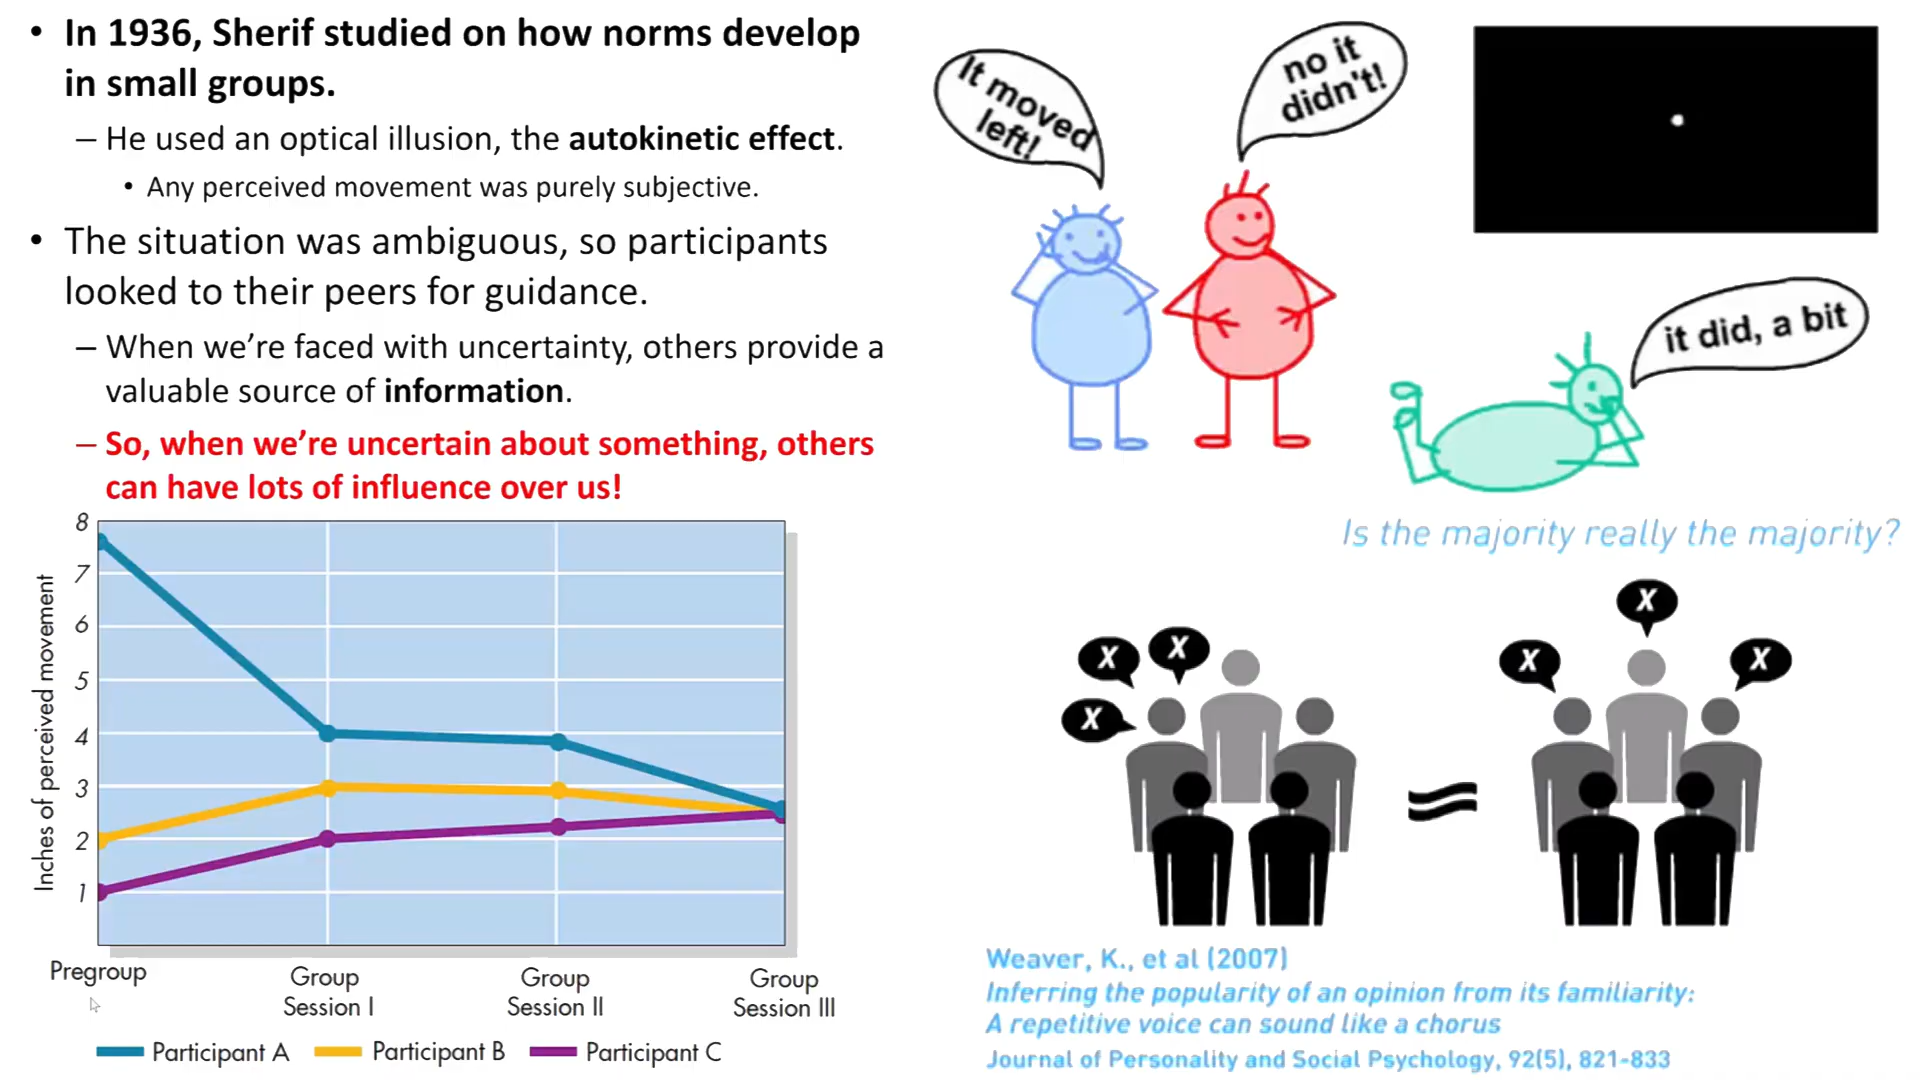 • In 1936, Sherif studied on how norms develop
in small groups.
– He used an optical illusion, the autokinetic effect.
• Any perceived movement was purely subjective.
• The situation was ambiguous, so participants
looked to their peers for guidance.
– When we’re faced with uncertainty, others provide a
valuable source of information.
– So, when we’re uncertain about something, others
can have lots of influence over us!
8
7
6
5
4
3
2
1
Inches of perceived movement
Pregroup
Group
Session I
Group
Session II
Group
Session III
Participant A
Participant B
Participant C
It moved
left!
no it
didn't!
it did, a bit
Is the majority really the majority?
X
X
X
X
X
X
Weaver, K., et al (2007)
Inferring the popularity of an opinion from its familiarity:
A repetitive voice can sound like a chorus
Journal of Personality and Social Psychology, 92(5), 821-833